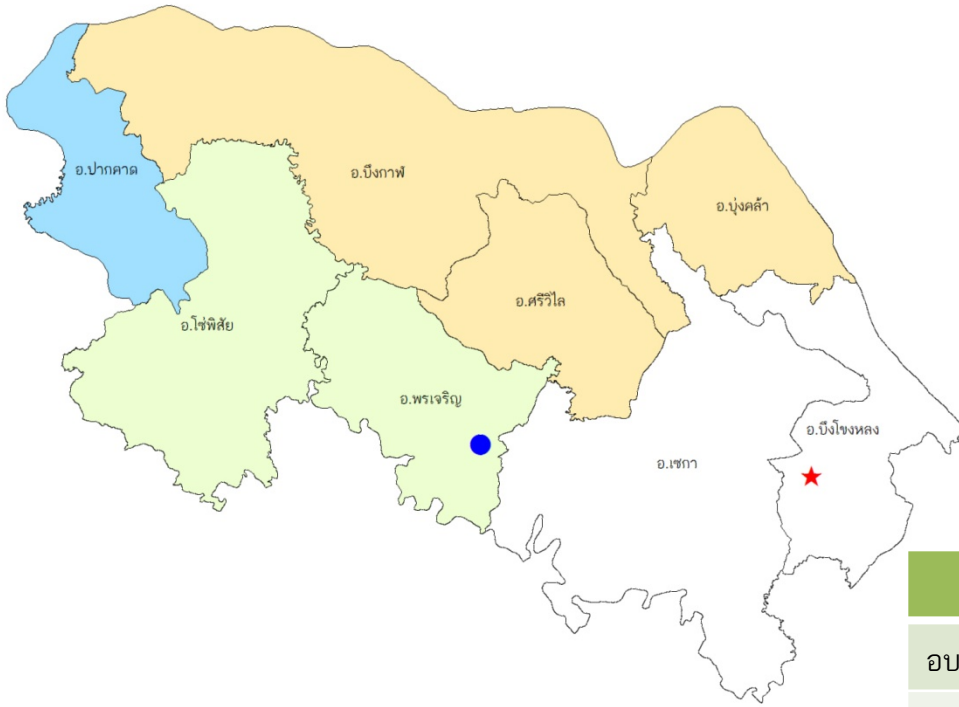 อ.ปากคาด
อ.บึงกาฬ
อ.บุ่งคล้า
อ.ศรีวิไล
อ.โซ่พิสัย
อ.พรเจริญ
อ.บึงโขงหลง
อ.เซกา
อบ